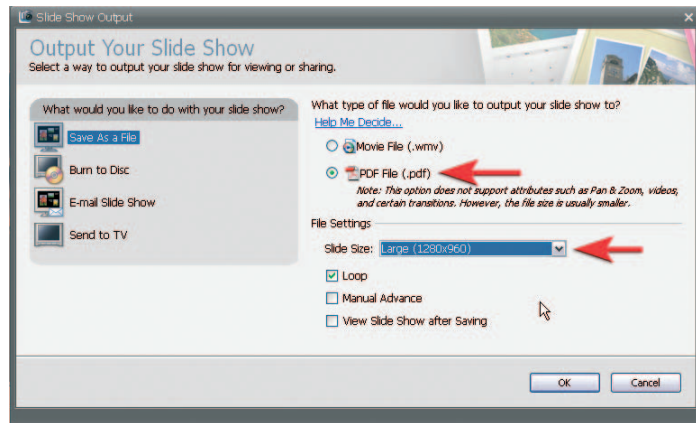 Slide Show Output
Output Your Slide Show
Select a way to output your slide show for viewing or sharing.
What would you like to do with your slide show?
Save As a File
Burn to Disc
E-mail Slide Show
Send to TV
What type of file would you like to output your slide show to?
Help Me Decide...
Movie File (.wmv)
PDF File (.pdf)
Note: This option does not support attributes such as Pan & Zoom, videos,
and certain transitions. However, the file size is usually smaller.
File Settings
Slide Size: Large (1280x960)
Loop
Manual Advance
View Slide Show after Saving
OK Cancel